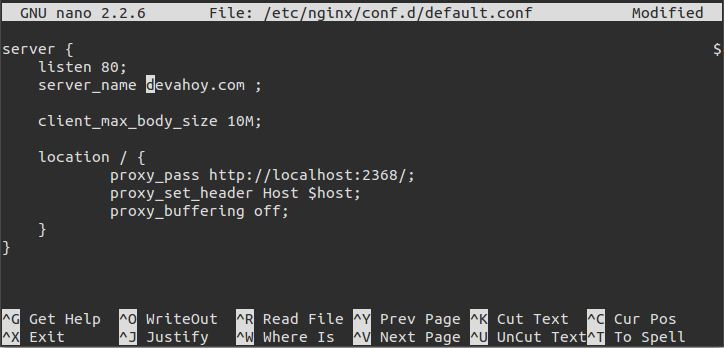 GNU nano 2.2.6 File: /etc/nginx/conf.d/default.conf Modified
server { $
listen 80;
server_name devahoy.com ;
client_max_body_size 10M;
location / {
proxy_pass http://localhost:2368/;
proxy_set_header Host $host;
proxy_buffering off;
}
}
^G Get Help ^O WriteOut ^R Read File ^Y Prev Page ^K Cut Text ^C Cur Pos
^X Exit ^J Justify ^W Where Is ^V Next Page ^U UnCut Text ^T To Spell